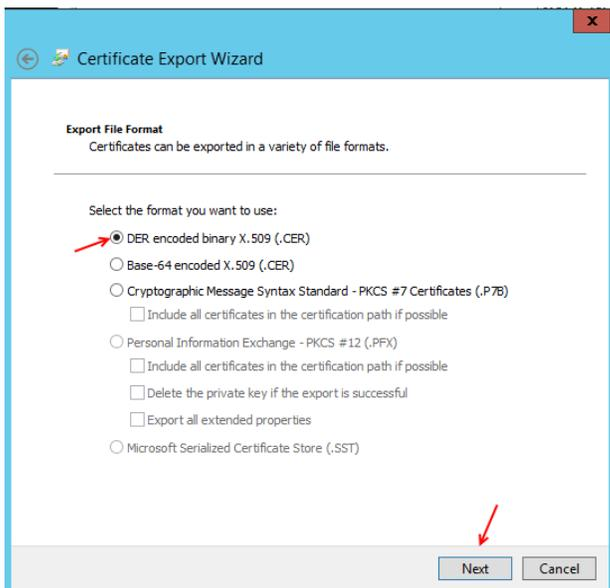 x
Certificate Export Wizard
Export File Format
Certificates can be exported in a variety of file formats.
Select the format you want to use:
DER encoded binary X.509 (.CER)
Base-64 encoded X.509 (.CER)
Cryptographic Message Syntax Standard - PKCS #7 Certificates (.P7B)
Include all certificates in the certification path if possible
Personal Information Exchange - PKCS #12 (.PFX)
Include all certificates in the certification path if possible
Delete the private key if the export is successful
Export all extended properties
Microsoft Serialized Certificate Store (.SST)
Next Cancel